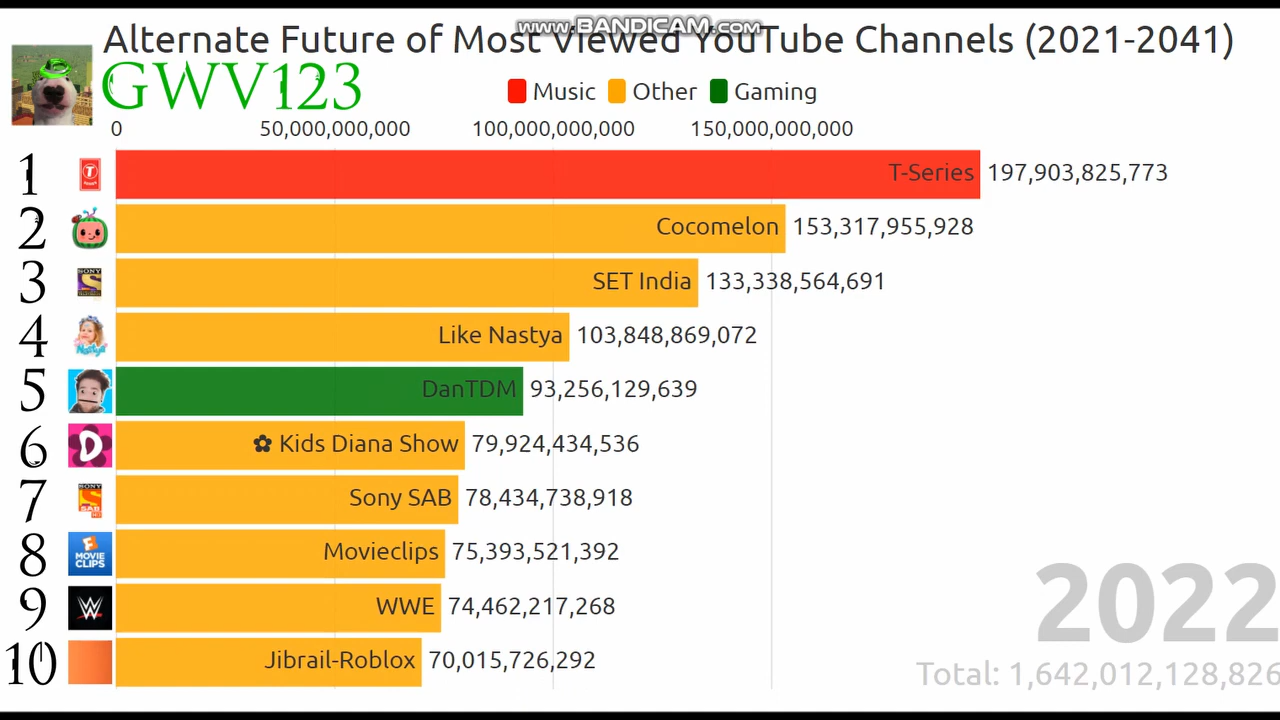 www.BANDICAM.com
Alternate Future of Most Viewed YouTube Channels (2021-2041)
GWV123
Music Other Gaming
0 50,000,000,000 100,000,000,000 150,000,000,000
1 T-Series 197,903,825,773
2 Cocomelon 153,317,955,928
3 SONY SET India 133,338,564,691
4 Like Nastya 103,848,869,072
5 DanTDM 93,256,129,639
6 D ✿ Kids Diana Show 79,924,434,536
7 SONY SAB Sony SAB 78,434,738,918
8 MOVIE CLIPS Movieclips 75,393,521,392
9 W WWE 74,462,217,268
10 Jibrail-Roblox 70,015,726,292
2022
Total: 1,642,012,128,826